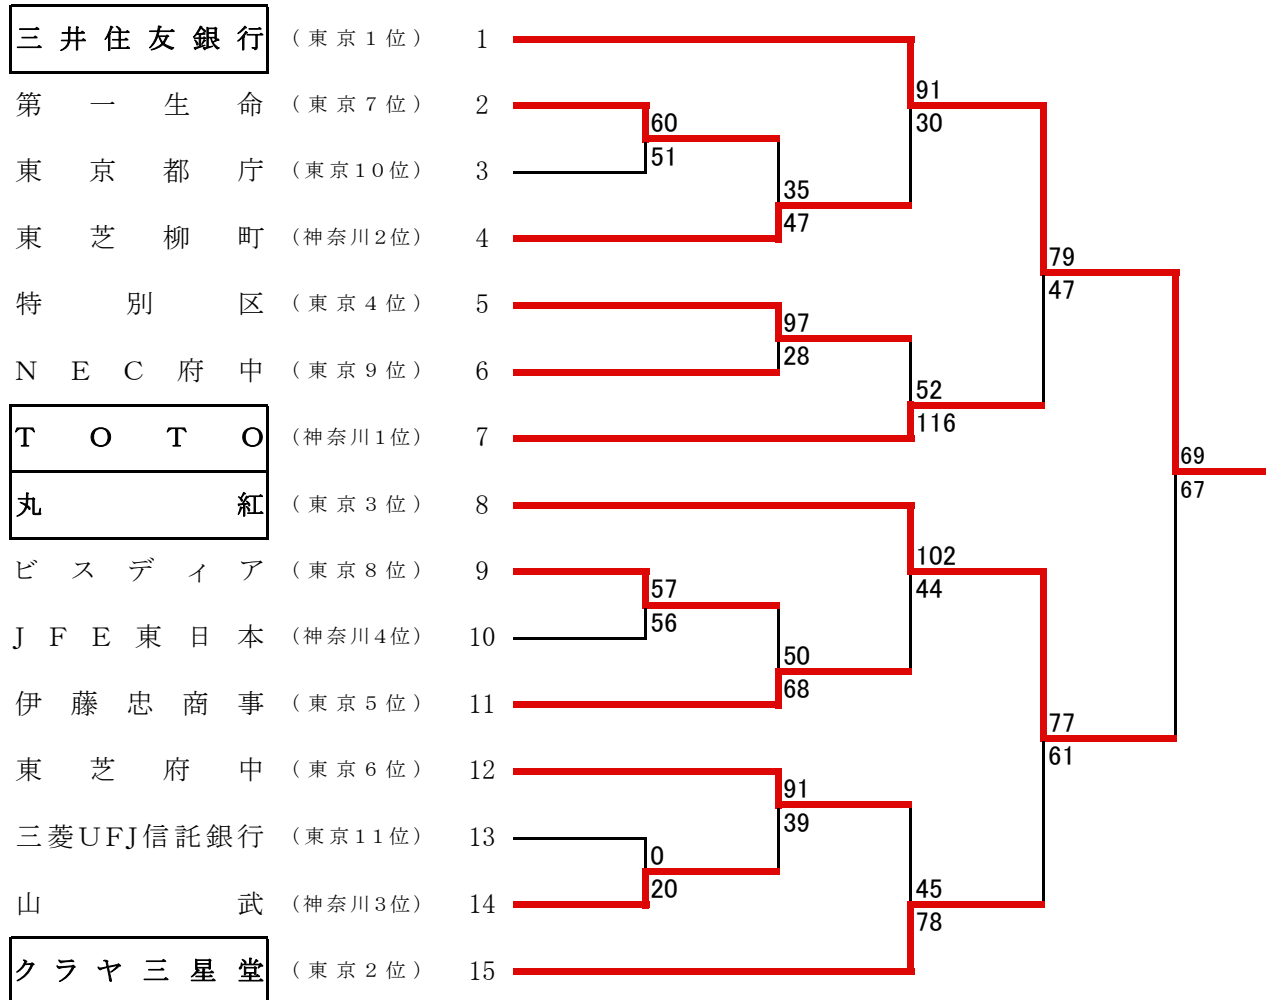 三井住友銀行 (東京1位) 1
91
第一生命 (東京7位) 2
60
30
51
東京都庁 (東京10位) 3
35
47
東芝柳町 (神奈川2位) 4
79
47
特別区 (東京4位) 5
97
28
NEC府中 (東京9位) 6
52
116
TOTO (神奈川1位) 7
69
67
丸紅 (東京3位) 8
102
ビスディア (東京8位) 9
57
44
56
JFE東日本 (神奈川4位) 10
50
68
伊藤忠商事 (東京5位) 11
77
61
東芝府中 (東京6位) 12
91
39
三菱UFJ信託銀行 (東京11位) 13
0
20
45
山武 (神奈川3位) 14
78
クラヤ三星堂 (東京2位) 15